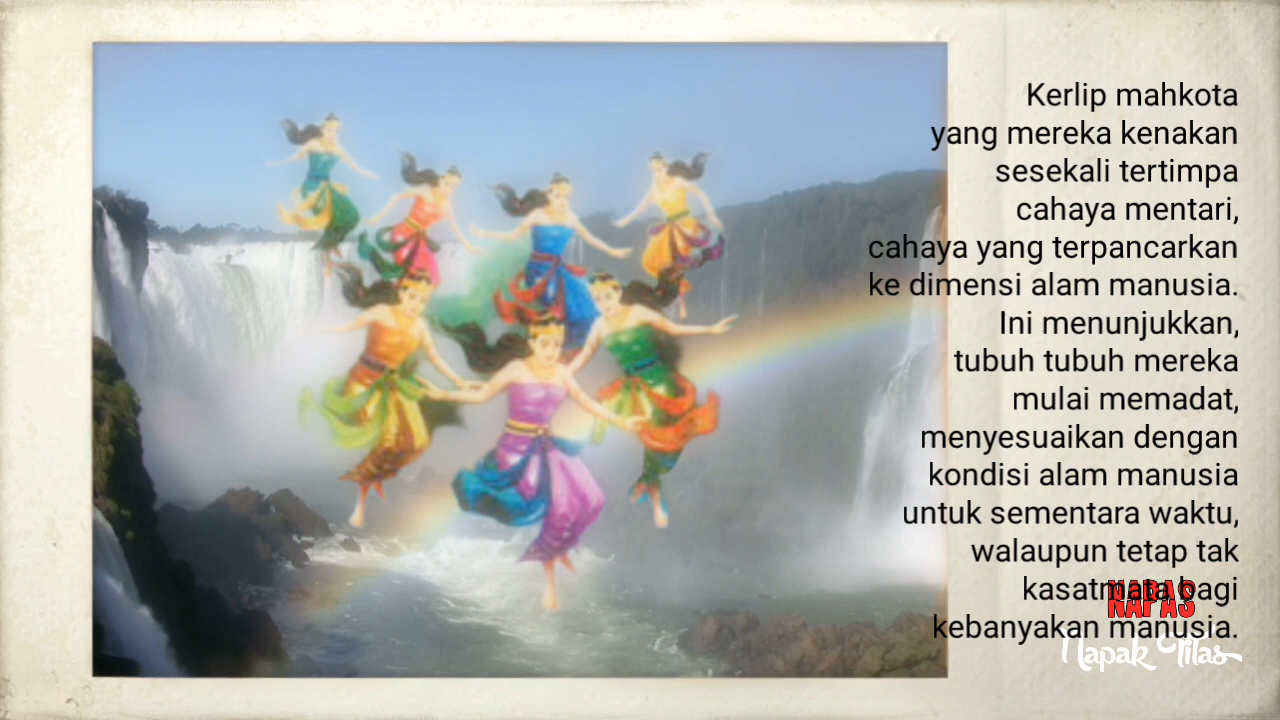 Kerlip mahkota
yang mereka kenakan
sesekali tertimpa
cahaya mentari,
cahaya yang terpancarkan
ke dimensi alam manusia.
Ini menunjukkan,
tubuh tubuh mereka
mulai memadat,
menyesuaikan dengan
kondisi alam manusia
untuk sementara waktu,
walaupun tetap tak
kasatmata bagi
kebanyakan manusia.
NAPAS
NAPAS
Napak Tilas